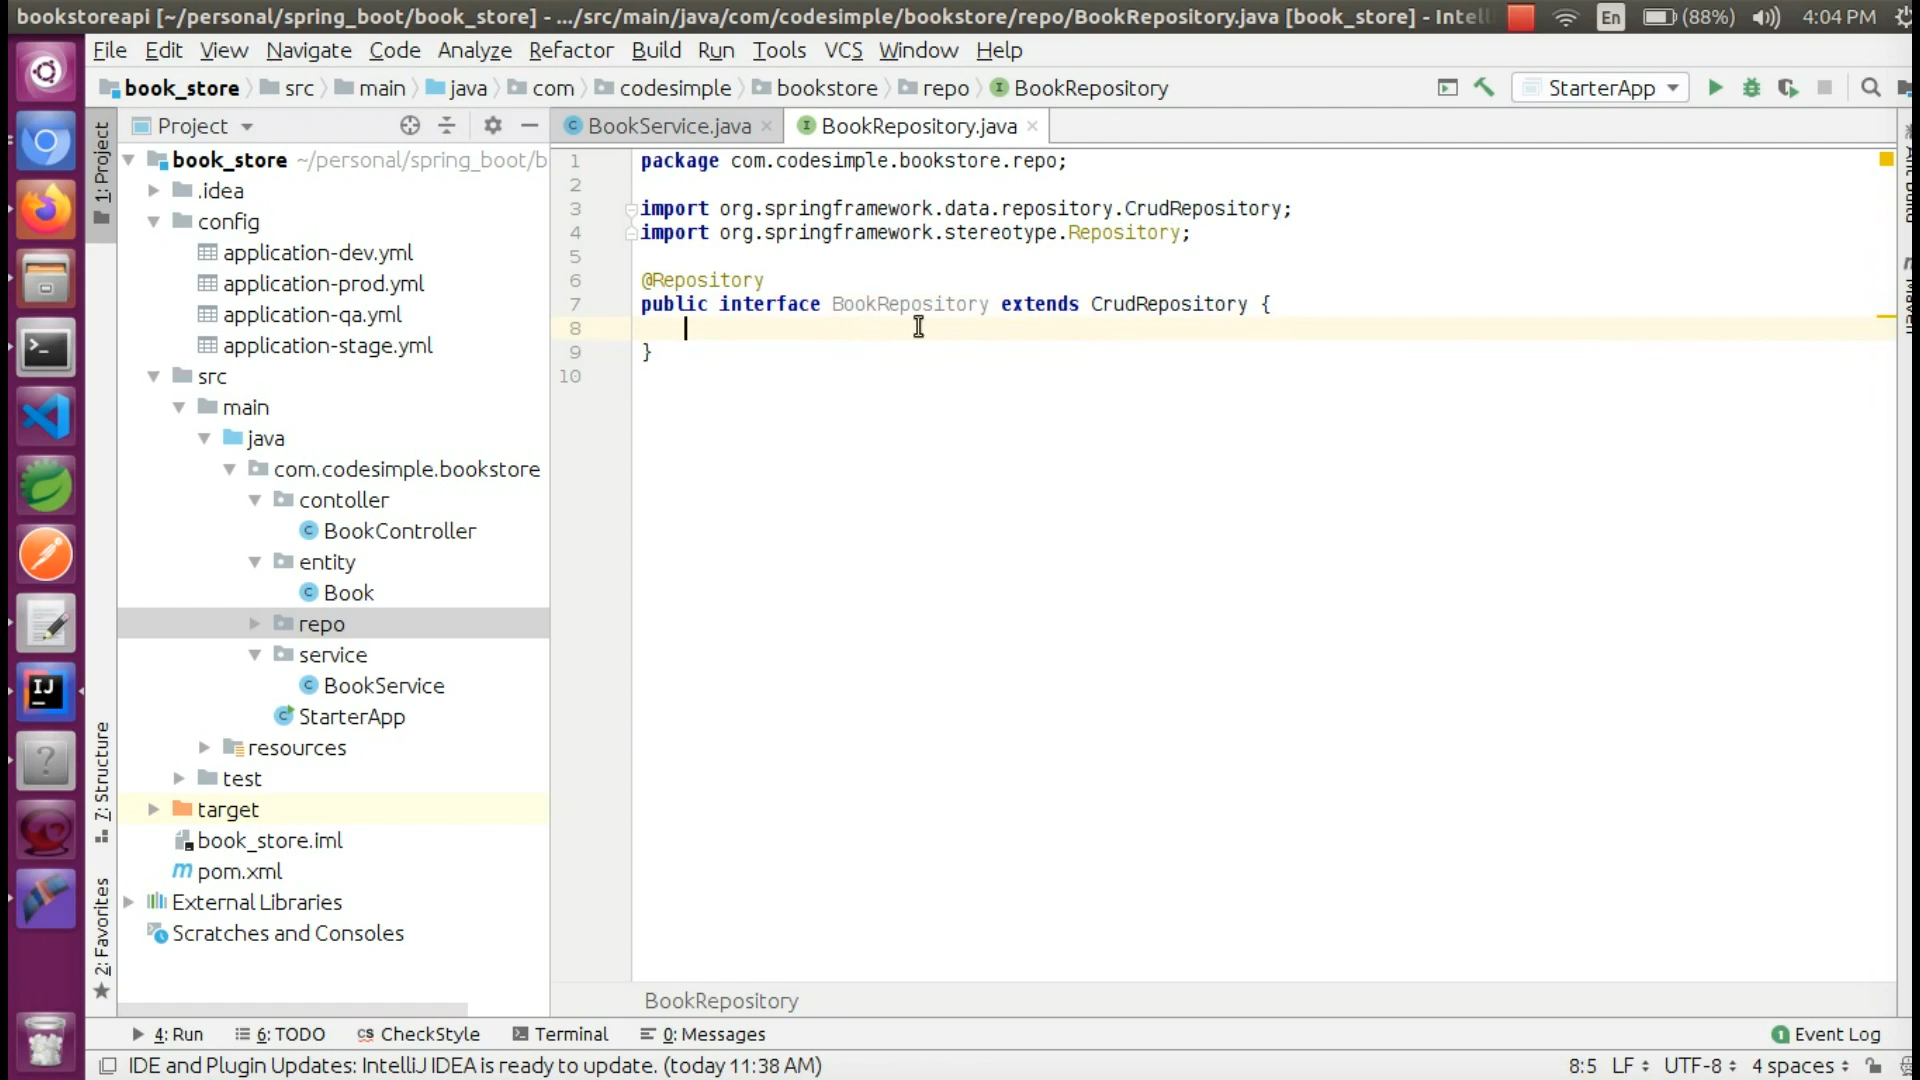 bookstoreapi [~/personal/spring_boot/book_store] - .../src/main/java/com/codesimple/bookstore/repo/BookRepository.java [book_store] - Intell
En (88%) 4:04 PM
File Edit View Navigate Code Analyze Refactor Build Run Tools VCS Window Help
book_store src main java com codesimple bookstore repo BookRepository StarterApp
1: Project
Project
BookService.java BookRepository.java
book_store ~/personal/spring_boot/b
.idea
config
application-dev.yml
application-prod.yml
application-qa.yml
application-stage.yml
src
main
java
com.codesimple.bookstore
contoller
BookController
entity
Book
repo
service
BookService
StarterApp
resources
test
target
book_store.iml
pom.xml
External Libraries
Scratches and Consoles
7: Structure
2: Favorites
1 package com.codesimple.bookstore.repo;
2
3 import org.springframework.data.repository.CrudRepository;
4 import org.springframework.stereotype.Repository;
5
6 @Repository
7 public interface BookRepository extends CrudRepository {
8
9 }
10
BookRepository
4: Run 6: TODO CheckStyle Terminal 0: Messages 1 Event Log
IDE and Plugin Updates: IntelliJ IDEA is ready to update. (today 11:38 AM) 8:5 LF UTF-8 4 spaces